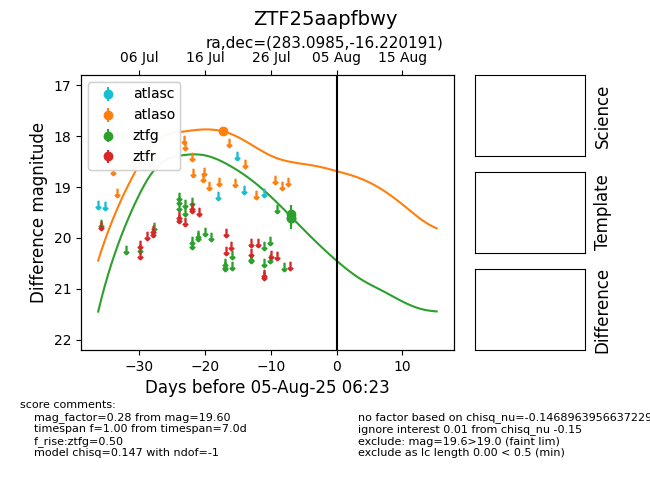 ZTF25aapfbwy
ra,dec=(283.0985,-16.220191)
06 Jul 16 Jul 26 Jul 05 Aug 15 Aug
atlasc
atlaso
ztfg
ztfr
17
18
19
20
21
22
Difference magnitude
−30 −20 −10 0 10
Days before 05-Aug-25 06:23
Science
Template
Difference
score comments:
mag_factor=0.28 from mag=19.60
timespan f=1.00 from timespan=7.0d
f_rise:ztfg=0.50
model chisq=0.147 with ndof=-1
no factor based on chisq_nu=-0.1468963956637229
ignore interest 0.01 from chisq_nu -0.15
exclude: mag=19.6>19.0 (faint lim)
exclude as lc length 0.00 < 0.5 (min)